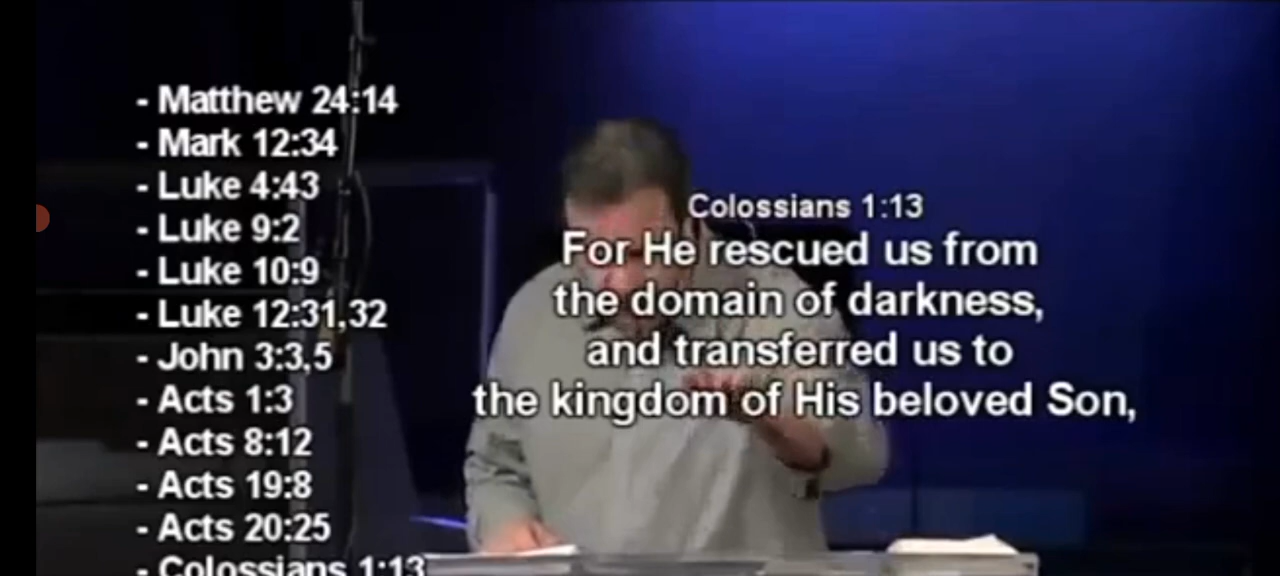 - Matthew 24:14
- Mark 12:34
- Luke 4:43
- Luke 9:2
- Luke 10:9
- Luke 12:31,32
- John 3:3,5
- Acts 1:3
- Acts 8:12
- Acts 19:8
- Acts 20:25
- Colossians 1:13
Colossians 1:13
For He rescued us from
the domain of darkness,
and transferred us to
the kingdom of His beloved Son,